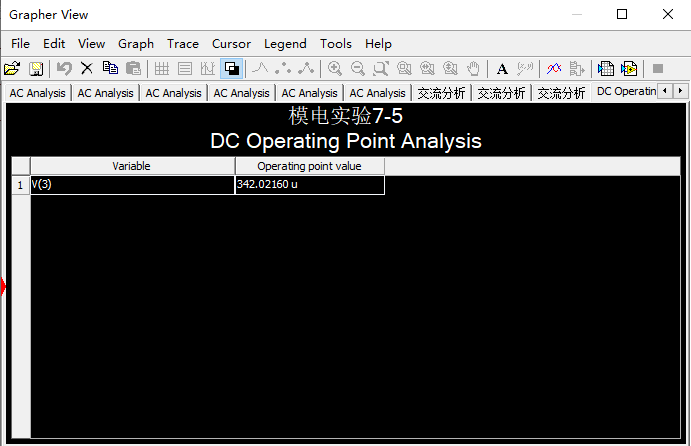 Grapher View
File Edit View Graph Trace Cursor Legend Tools Help
A
AC Analysis AC Analysis AC Analysis AC Analysis AC Analysis AC Analysis 交流分析 交流分析 交流分析 DC Operatin
模电实验7-5
DC Operating Point Analysis
Variable Operating point value
1 V(3) 342.02160 u